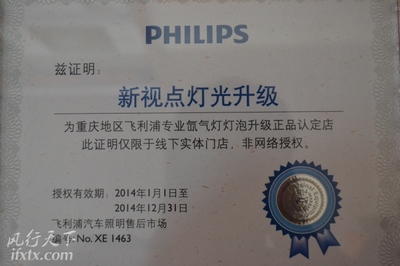 PHILIPS
兹证明：
新视点灯光升级
为重庆地区飞利浦专业氙气灯灯泡升级正品认定店
此证明仅限于线下实体门店，非网络授权。
授权有效期： 2014年1月1日至
2014年12月31日
飞利浦汽车照明售后市场
编号：No. XE 1463
风行天下
ifxtx.com